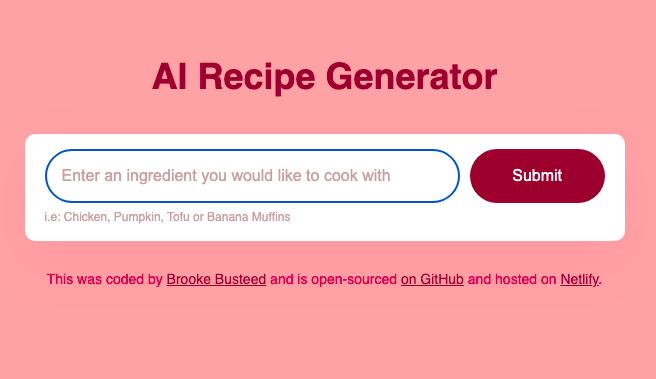 AI Recipe Generator
Enter an ingredient you would like to cook with
Submit
i.e: Chicken, Pumpkin, Tofu or Banana Muffins
This was coded by Brooke Busteed and is open-sourced on GitHub and hosted on Netlify.